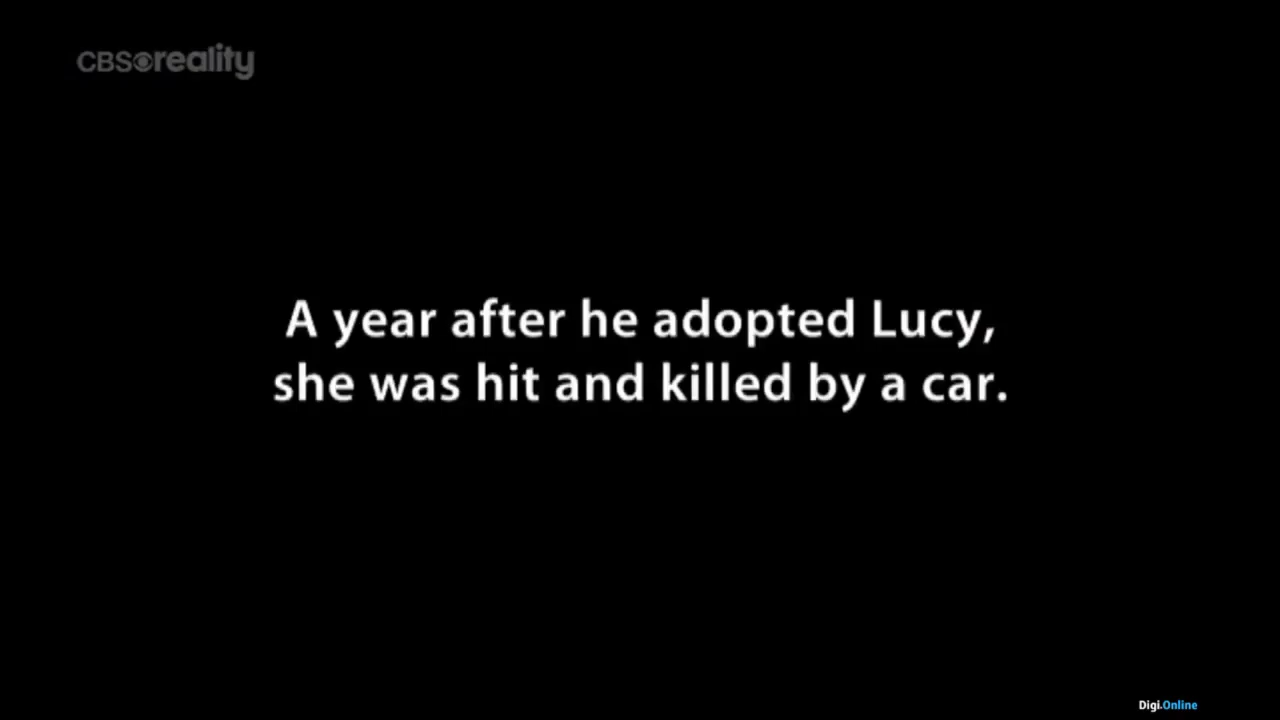 CBS reality
A year after he adopted Lucy,
she was hit and killed by a car.
Digi.Online